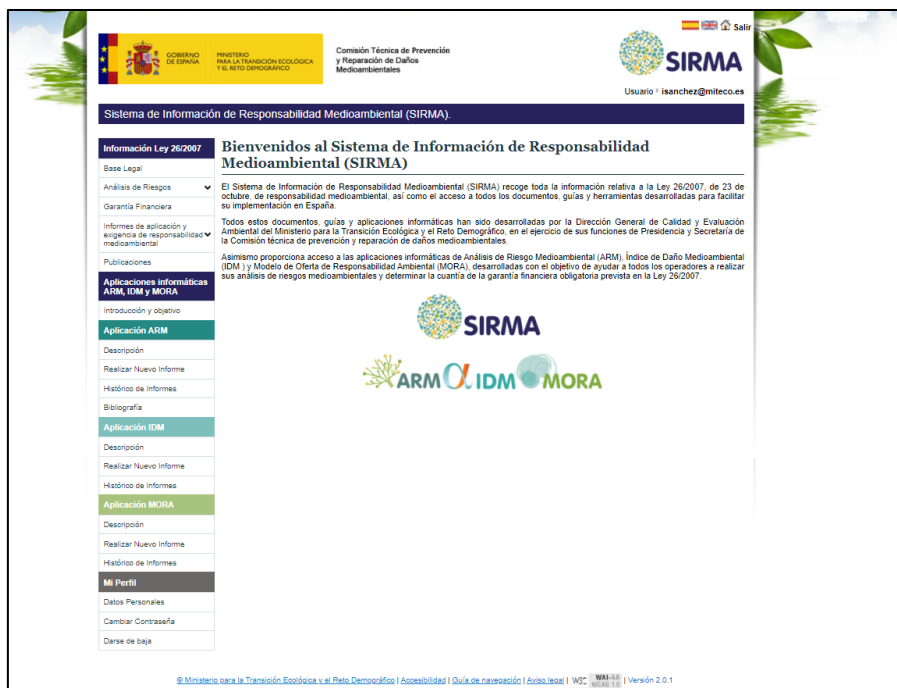 Salir
GOBIERNO
DE ESPAÑA
MINISTERIO
PARA LA TRANSICIÓN ECOLÓGICA
Y EL RETO DEMOGRÁFICO
Comisión Técnica de Prevención
y Reparación de Daños
Medioambientales
SIRMA
Usuario isanchez@miteco.es
Sistema de Información de Responsabilidad Medioambiental (SIRMA).
Información Ley 26/2007
Base Legal
Análisis de Riesgos
Garantía Financiera
Informes de aplicación y
exigencia de responsabilidad
medioambiental
Publicaciones
Aplicaciones informáticas
ARM, IDM y MORA
Introducción y objetivo
Aplicación ARM
Descripción
Realizar Nuevo Informe
Histórico de Informes
Bibliografía
Aplicación IDM
Descripción
Realizar Nuevo Informe
Histórico de Informes
Aplicación MORA
Descripción
Realizar Nuevo Informe
Histórico de Informes
Mi Perfil
Datos Personales
Cambiar Contraseña
Darse de baja
Bienvenidos al Sistema de Información de Responsabilidad
Medioambiental (SIRMA)
El Sistema de Información de Responsabilidad Medioambiental (SIRMA) recoge toda la información relativa a la Ley 26/2007, de 23 de
octubre, de responsabilidad medioambiental, así como el acceso a todos los documentos, guías y herramientas desarrolladas para facilitar
su implementación en España.
Todos estos documentos, guías y aplicaciones informáticas han sido desarrolladas por la Dirección General de Calidad y Evaluación
Ambiental del Ministerio para la Transición Ecológica y el Reto Demográfico, en el ejercicio de sus funciones de Presidencia y Secretaría de
la Comisión técnica de prevención y reparación de daños medioambientales.
Asimismo proporciona acceso a las aplicaciones informáticas de Análisis de Riesgo Medioambiental (ARM), Índice de Daño Medioambiental
(IDM ) y Modelo de Oferta de Responsabilidad Ambiental (MORA), desarrolladas con el objetivo de ayudar a todos los operadores a realizar
sus análisis de riesgos medioambientales y determinar la cuantía de la garantía financiera obligatoria prevista en la Ley 26/2007.
SIRMA
ARM α IDM MORA
® Ministerio para la Transición Ecológica y el Reto Demográfico | Accesibilidad | Guía de navegación | Aviso legal | W3C WAI-AA WCAG 1.0 | Versión 2.0.1